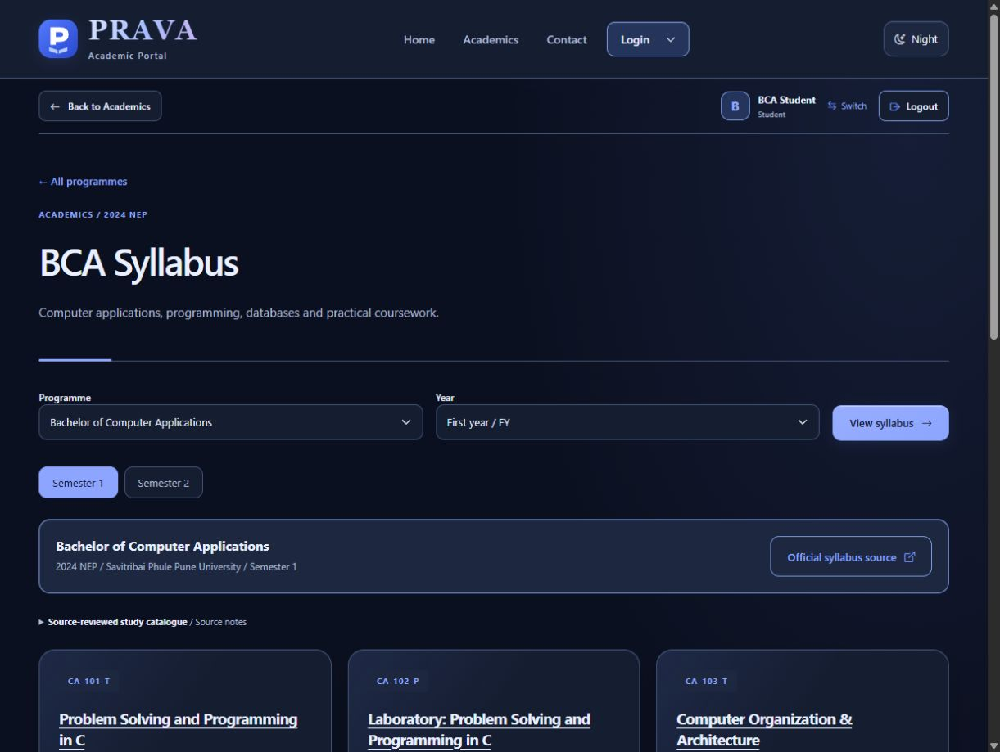 P PRAVA
Academic Portal
Home Academics Contact Login Night
← Back to Academics
B BCA Student
Student
Switch
Logout
← All programmes
ACADEMICS / 2024 NEP
BCA Syllabus
Computer applications, programming, databases and practical coursework.
Programme Year
Bachelor of Computer Applications First year / FY View syllabus →
Semester 1 Semester 2
Bachelor of Computer Applications
2024 NEP / Savitribai Phule Pune University / Semester 1
Official syllabus source
Source-reviewed study catalogue / Source notes
CA-101-T
Problem Solving and Programming
in C
CA-102-P
Laboratory: Problem Solving and
Programming in C
CA-103-T
Computer Organization &
Architecture